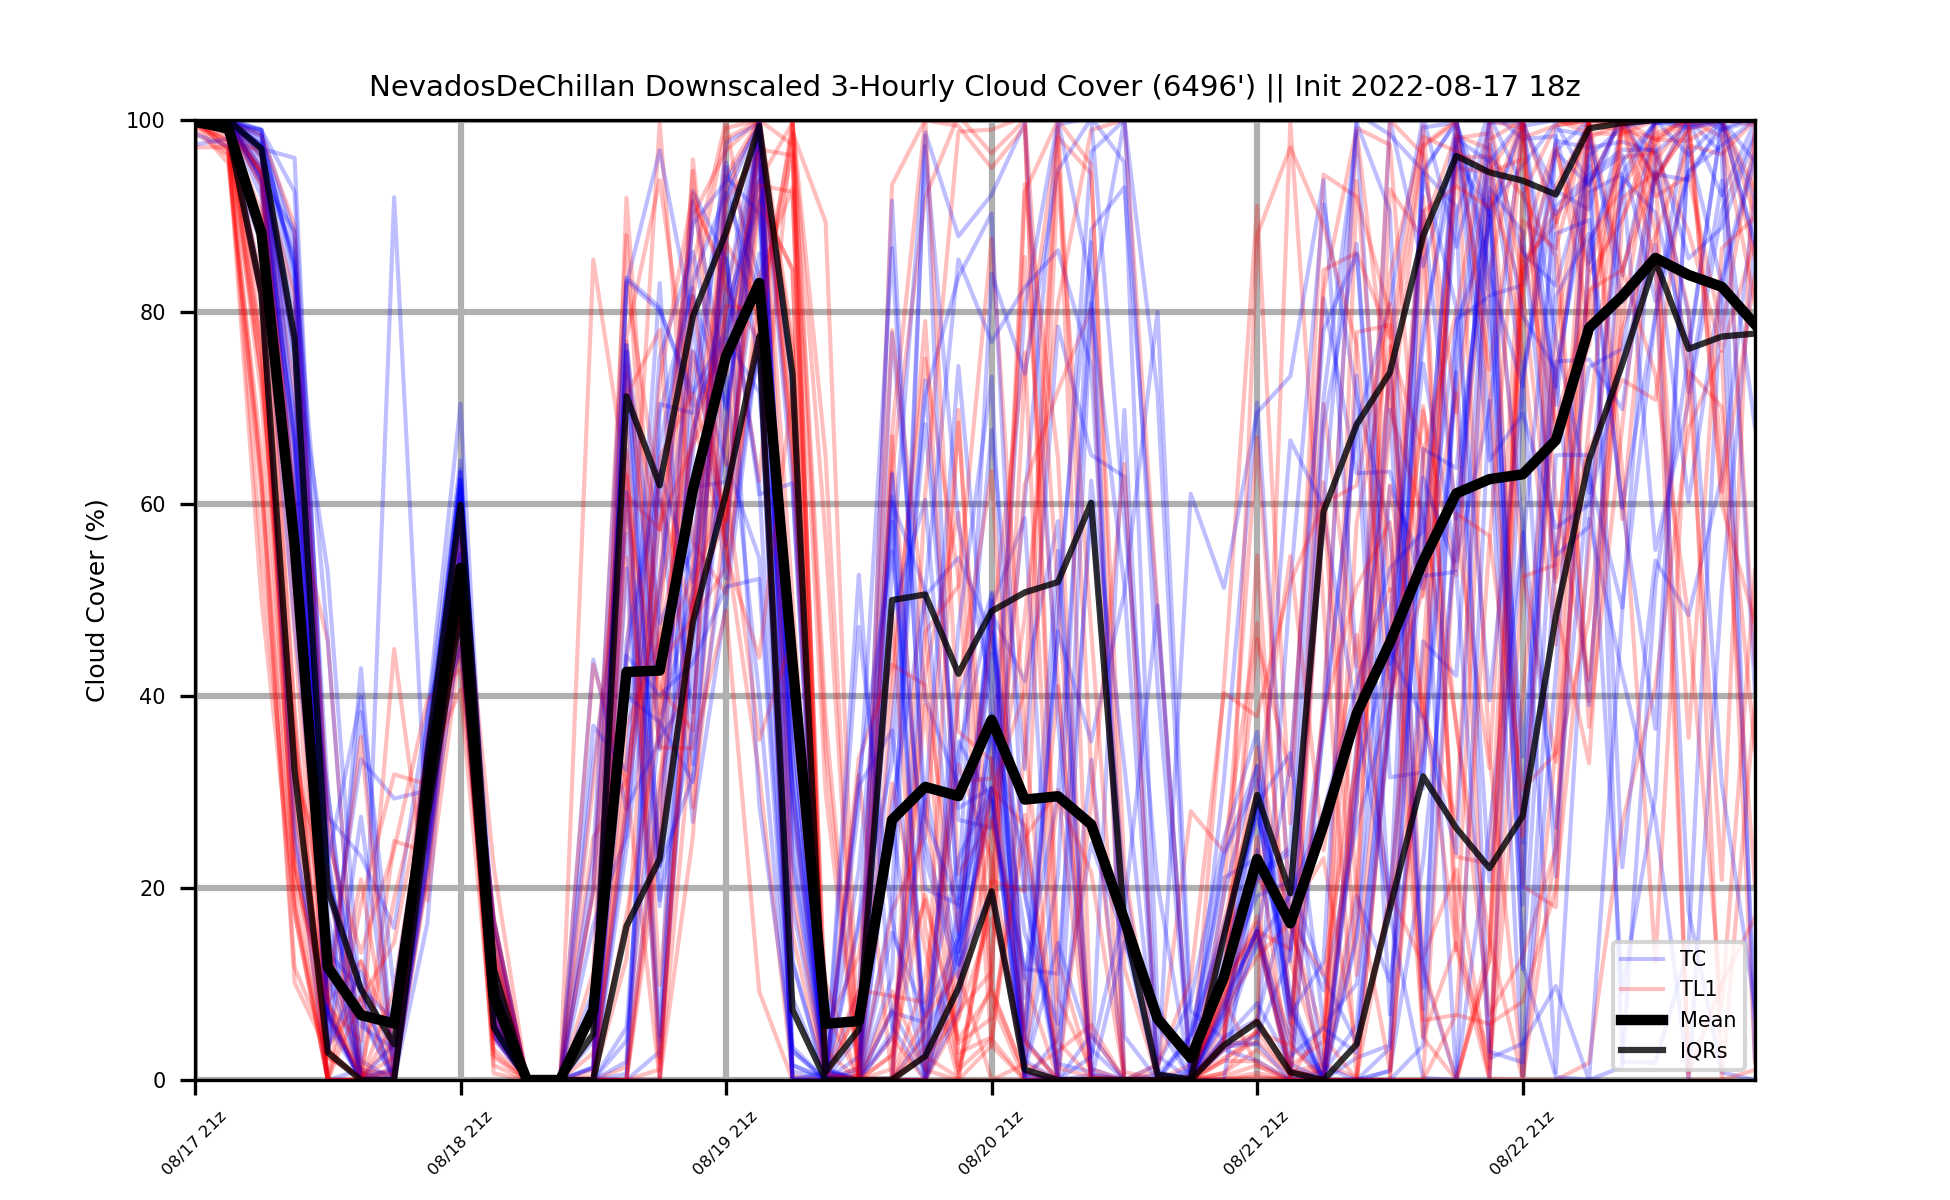 NevadosDeChillan Downscaled 3-Hourly Cloud Cover (6496') || Init 2022-08-17 18z
Cloud Cover (%)
100
80
60
40
20
0
08/17 21z
08/18 21z
08/19 21z
08/20 21z
08/21 21z
08/22 21z
TC
TL1
Mean
IQRs